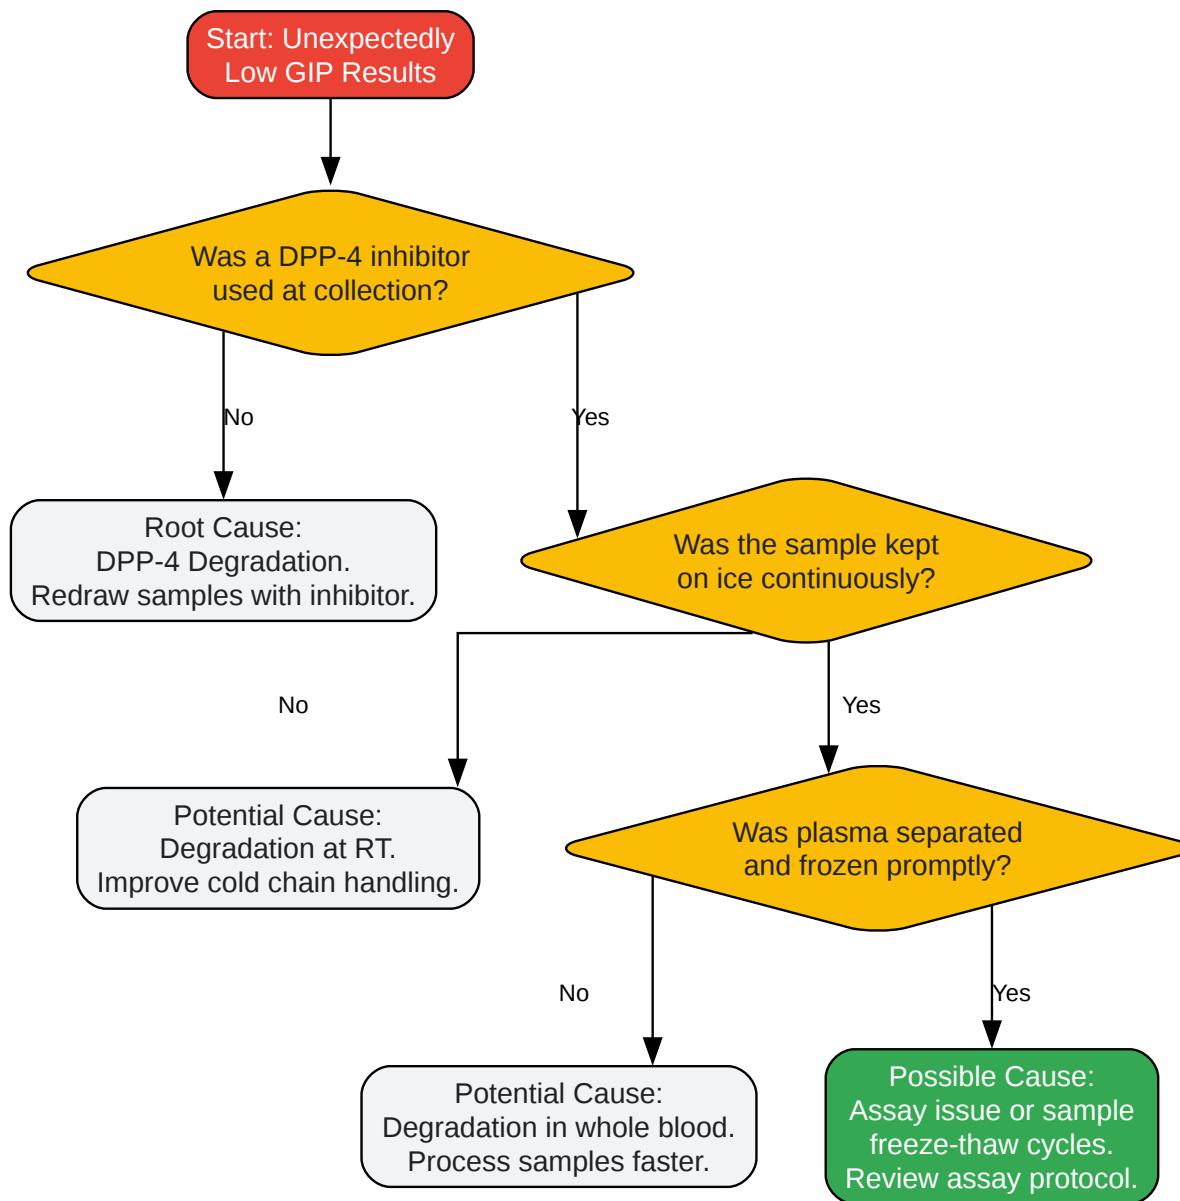 Start: Unexpectedly
Low GIP Results
Was a DPP-4 inhibitor
used at collection?
No
Yes
Root Cause:
DPP-4 Degradation.
Redraw samples with inhibitor.
Was the sample kept
on ice continuously?
No
Yes
Potential Cause:
Degradation at RT.
Improve cold chain handling.
Was plasma separated
and frozen promptly?
No
Yes
Potential Cause:
Degradation in whole blood.
Process samples faster.
Possible Cause:
Assay issue or sample
freeze-thaw cycles.
Review assay protocol.